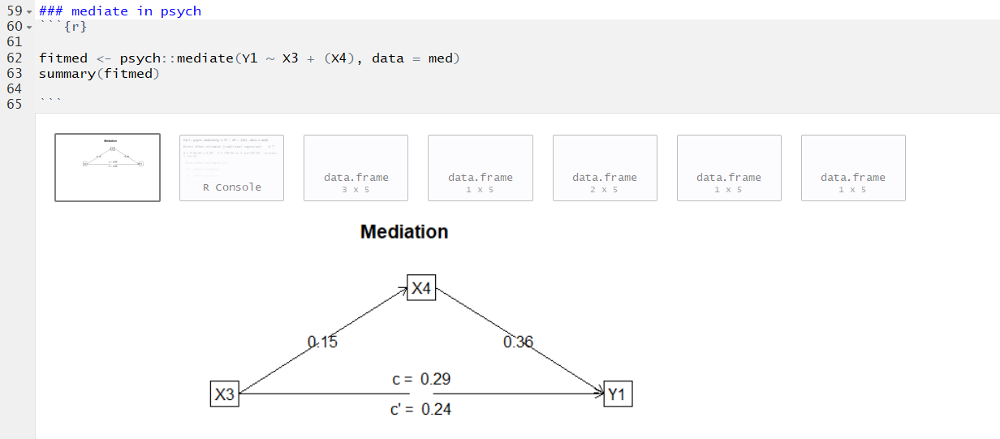 59 ### mediate in psych
60 ```{r}
61
62 fitmed <- psych::mediate(Y1 ~ X3 + (X4), data = med)
63 summary(fitmed)
64
65 ```
Mediation
R Console
data.frame
3 x 5
data.frame
1 x 5
data.frame
2 x 5
data.frame
1 x 5
data.frame
1 x 5
Mediation
X4
0.15
0.36
c = 0.29
X3
Y1
c' = 0.24